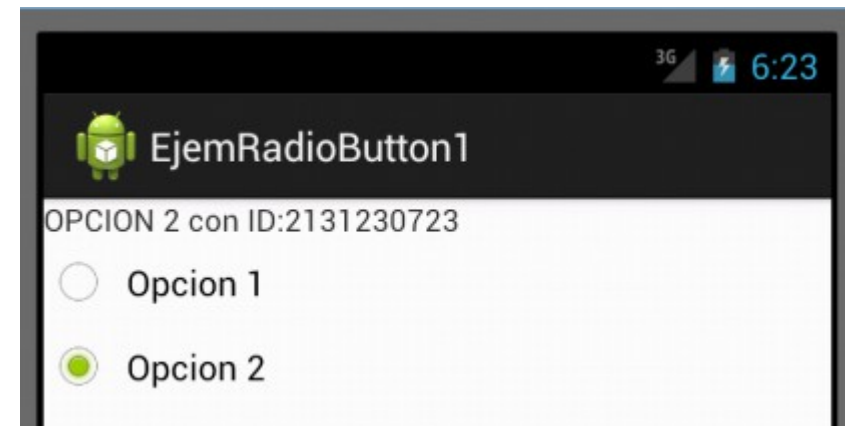 3G 6:23
EjemRadioButton1
OPCION 2 con ID:2131230723
Opcion 1
Opcion 2